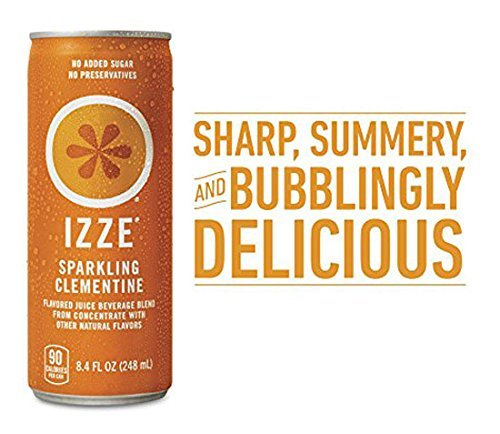 NO ADDED SUGAR
NO PRESERVATIVES
IZZE
SPARKLING
CLEMENTINE
FLAVORED JUICE BEVERAGE BLEND
FROM CONCENTRATE WITH
OTHER NATURAL FLAVORS
90
CALORIES
PER CAN
8.4 FL OZ (248 mL)
SHARP, SUMMERY,
AND BUBBLINGLY
DELICIOUS